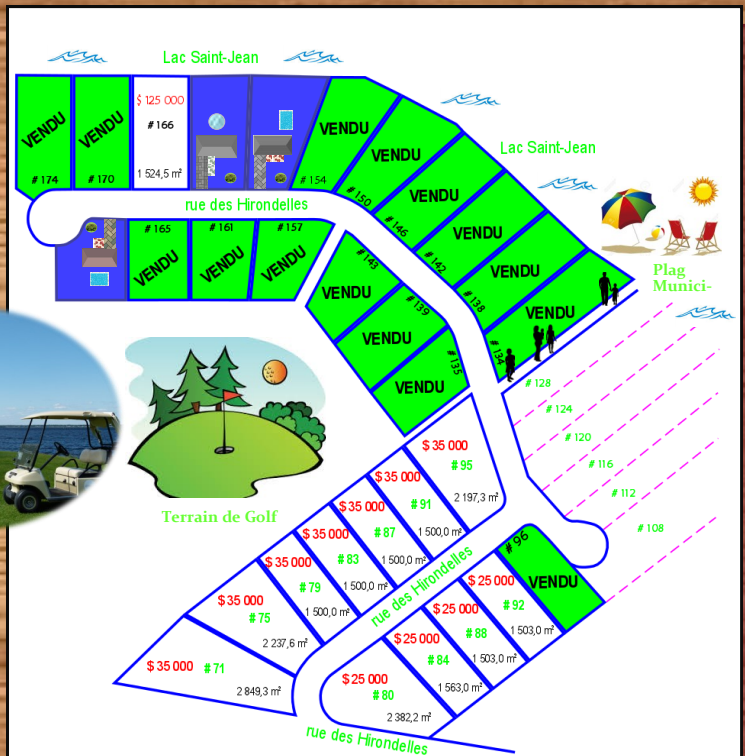 Lac Saint-Jean
VENDU
# 174
VENDU
# 170
$ 125 000
# 166
1 524,5 m²
# 154
VENDU
# 150
VENDU
# 146
VENDU
# 142
VENDU
# 138
VENDU
# 134
VENDU
Lac Saint-Jean
Plag
Munici-
rue des Hirondelles
# 165
VENDU
# 161
VENDU
# 157
VENDU
# 143
VENDU
# 139
VENDU
# 135
VENDU
# 128
# 124
# 120
# 116
# 112
# 108
Terrain de Golf
$ 35 000
# 95
2 197,3 m²
$ 35 000
# 91
1 500,0 m²
$ 35 000
# 87
1 500,0 m²
$ 35 000
# 83
1 500,0 m²
$ 35 000
# 79
1 500,0 m²
$ 35 000
# 75
2 237,6 m²
$ 35 000 # 71
2 849,3 m²
rue des Hirondelles
# 96
VENDU
$ 25 000
# 92
1 503,0 m²
$ 25 000
# 88
1 503,0 m²
$ 25 000
# 84
1 563,0 m²
$ 25 000
# 80
2 382,2 m²
rue des Hirondelles